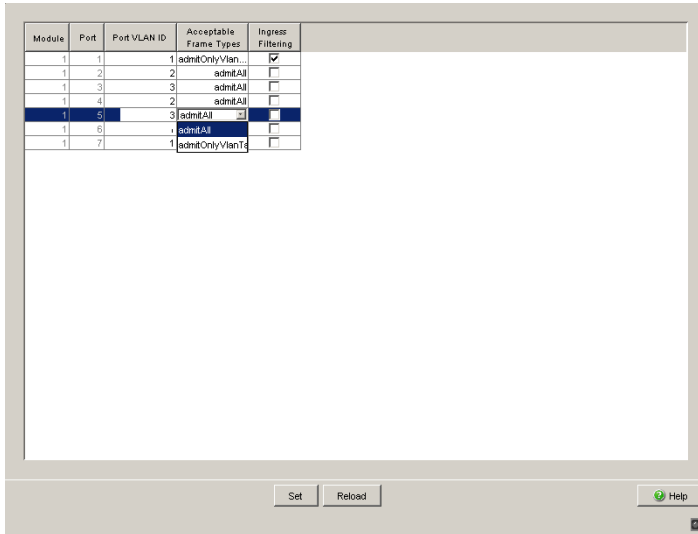 Module Port Port VLAN ID Acceptable Frame Types Ingress Filtering
1 1 1 admitOnlyVlan...
1 2 2 admitAll
1 3 3 admitAll
1 4 2 admitAll
1 5 3 admitAll
1 6 admitAll
1 7 1 admitOnlyVlanTa
Set Reload Help